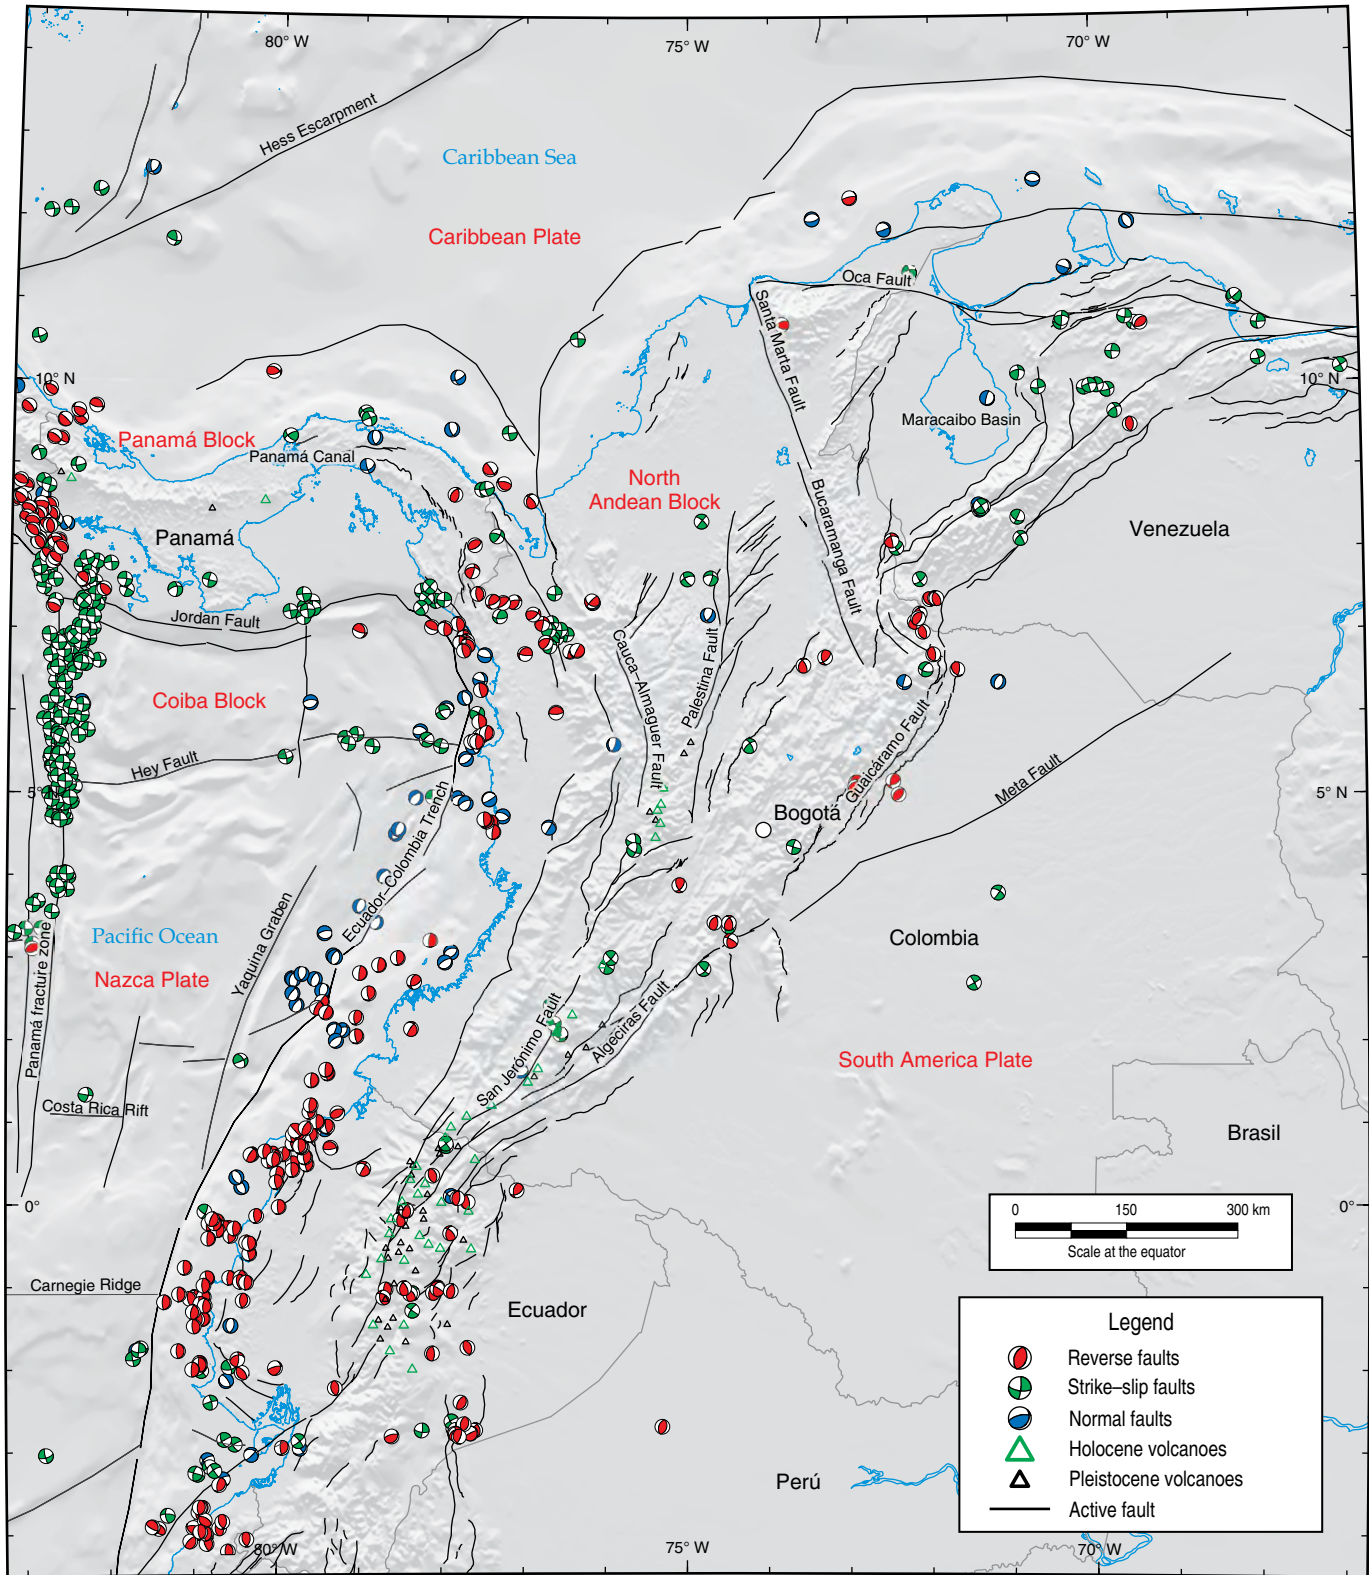 80° W
75° W
70° W
Hess Escarpment
Caribbean Sea
Caribbean Plate
Oca Fault
Santa Marta Fault
10° N
10° N
Maracaibo Basin
Panamá Block
Panamá Canal
North
Andean Block
Bucaramanga Fault
Venezuela
Panamá
Jordan Fault
Cauca–Almaguer Fault
Palestina Fault
Coiba Block
Hey Fault
Guaicáramo Fault
Meta Fault
5° N
5° N
Bogotá
Ecuador–Colombia Trench
Yaquina Graben
Pacific Ocean
Nazca Plate
Colombia
Panamá fracture zone
San Jerónimo Fault
Algeciras Fault
South America Plate
Costa Rica Rift
Brasil
0°
0°
0 150 300 km
Scale at the equator
Carnegie Ridge
Ecuador
Legend
Reverse faults
Strike–slip faults
Normal faults
Holocene volcanoes
Pleistocene volcanoes
Active fault
Perú
80° W
75° W
70° W